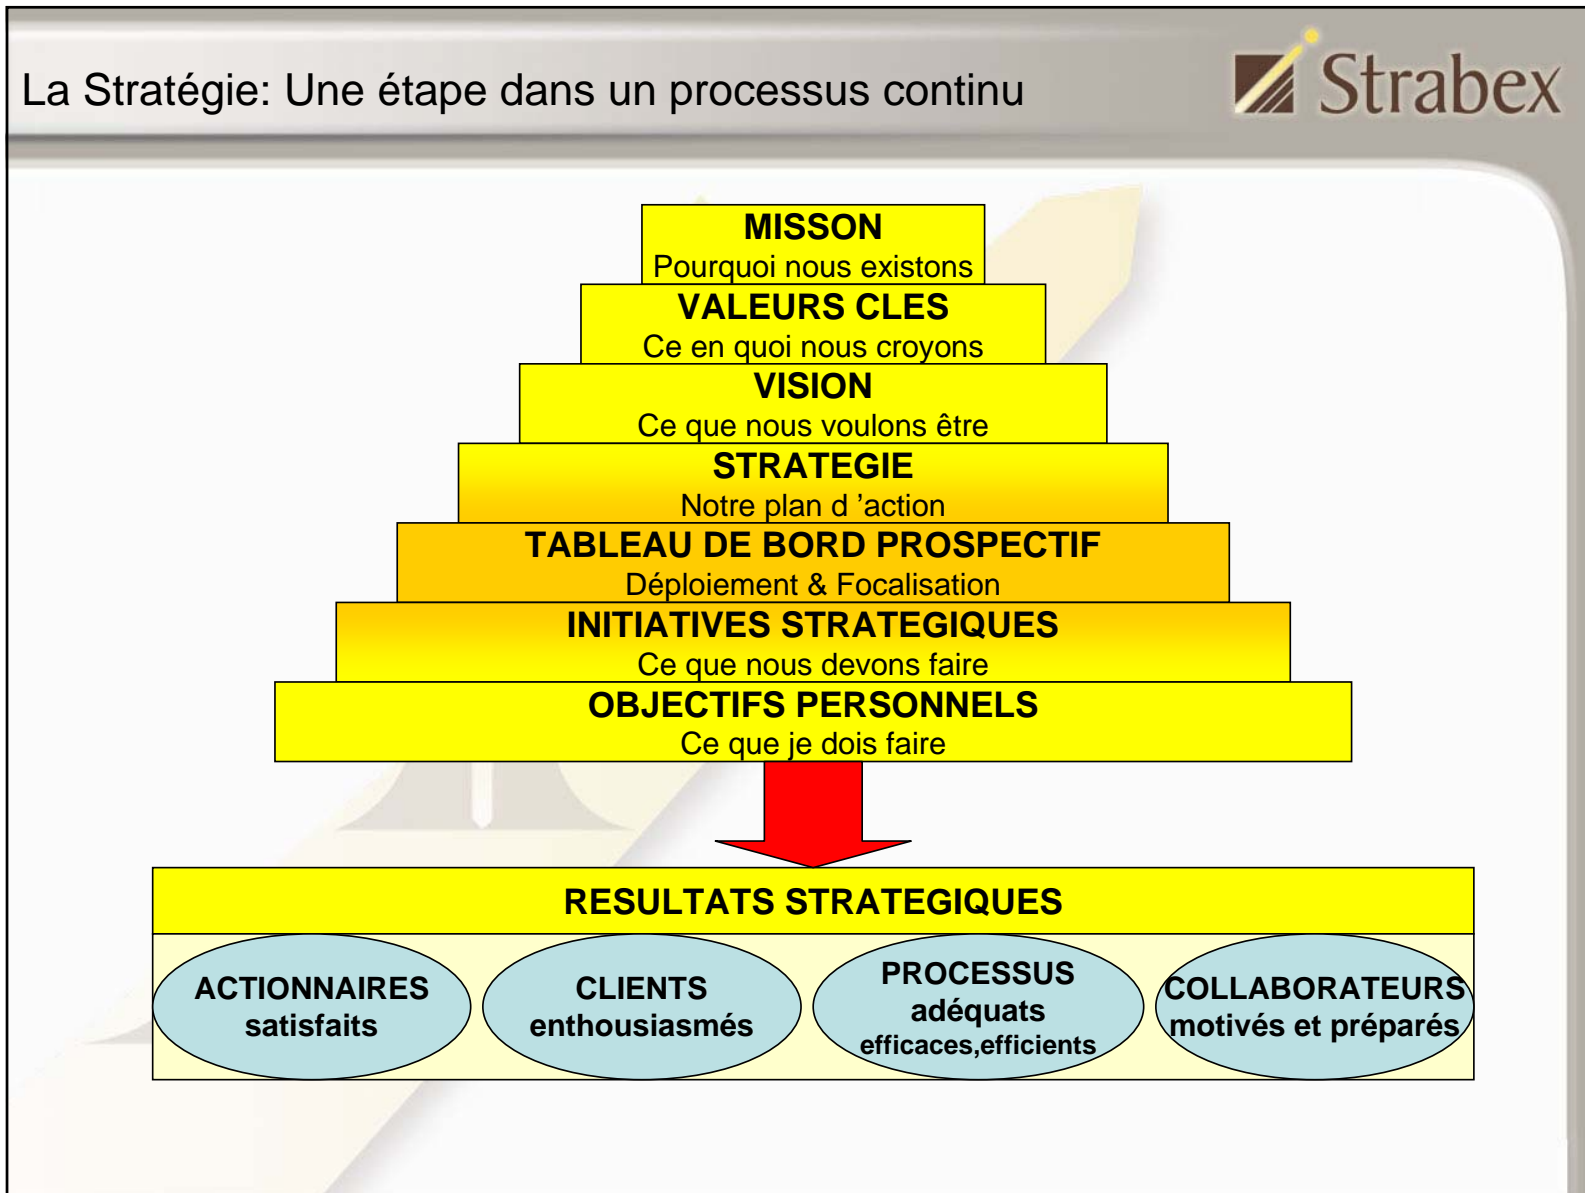 La Stratégie: Une étape dans un processus continu
Strabex
MISSON
Pourquoi nous existons
VALEURS CLES
Ce en quoi nous croyons
VISION
Ce que nous voulons être
STRATEGIE
Notre plan d ’action
TABLEAU DE BORD PROSPECTIF
Déploiement & Focalisation
INITIATIVES STRATEGIQUES
Ce que nous devons faire
OBJECTIFS PERSONNELS
Ce que je dois faire
RESULTATS STRATEGIQUES
ACTIONNAIRES
satisfaits
CLIENTS
enthousiasmés
PROCESSUS
adéquats
efficaces,efficients
COLLABORATEURS
motivés et préparés